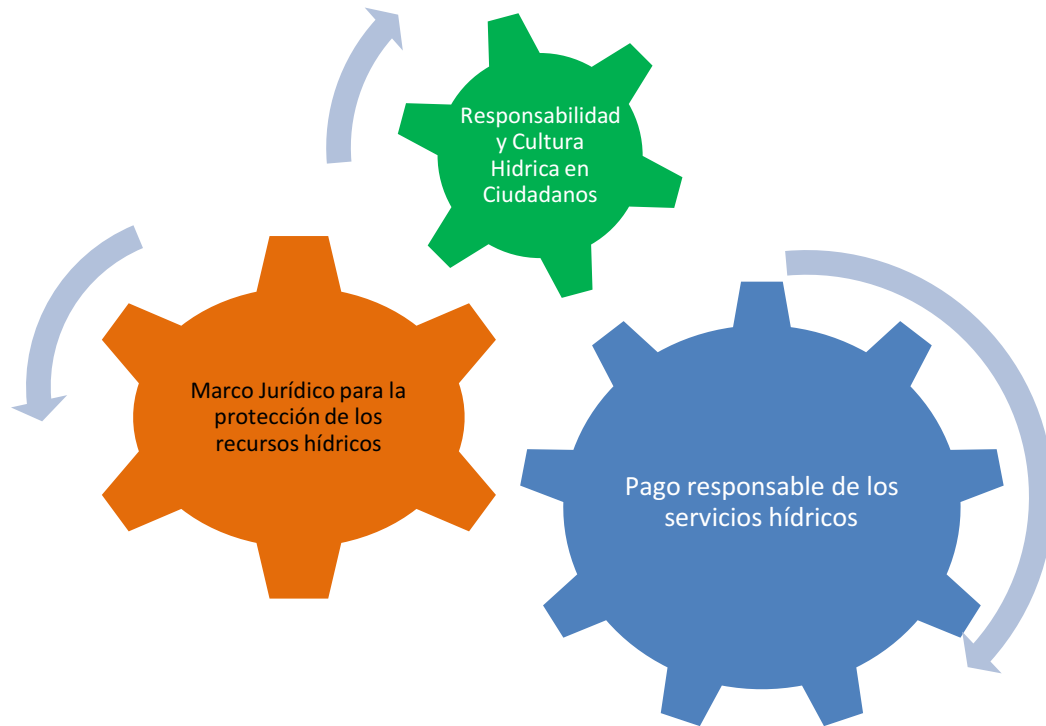 Responsabilidad
y Cultura
Hidrica en
Ciudadanos
Marco Jurídico para la
protección de los
recursos hídricos
Pago responsable de los
servicios hídricos